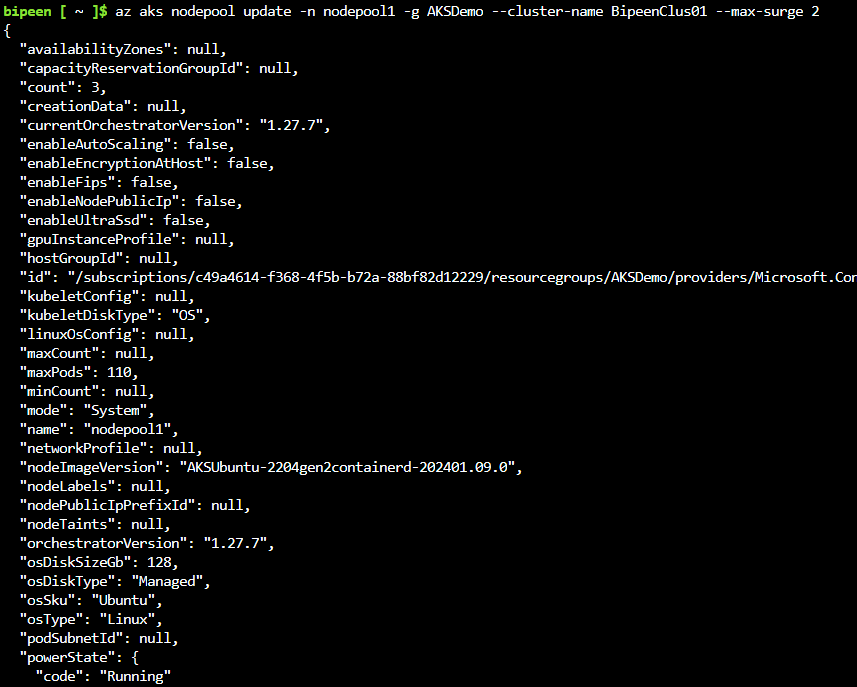 bipeen [ ~ ]$ az aks nodepool update -n nodepool1 -g AKSDemo --cluster-name BipeenClus01 --max-surge 2
{
  "availabilityZones": null,
  "capacityReservationGroupId": null,
  "count": 3,
  "creationData": null,
  "currentOrchestratorVersion": "1.27.7",
  "enableAutoScaling": false,
  "enableEncryptionAtHost": false,
  "enableFips": false,
  "enableNodePublicIp": false,
  "enableUltraSsd": false,
  "gpuInstanceProfile": null,
  "hostGroupId": null,
  "id": "/subscriptions/c49a4614-f368-4f5b-b72a-88bf82d12229/resourcegroups/AKSDemo/providers/Microsoft.Con
  "kubeletConfig": null,
  "kubeletDiskType": "OS",
  "linuxOsConfig": null,
  "maxCount": null,
  "maxPods": 110,
  "minCount": null,
  "mode": "System",
  "name": "nodepool1",
  "networkProfile": null,
  "nodeImageVersion": "AKSUbuntu-2204gen2containerd-202401.09.0",
  "nodeLabels": null,
  "nodePublicIpPrefixId": null,
  "nodeTaints": null,
  "orchestratorVersion": "1.27.7",
  "osDiskSizeGb": 128,
  "osDiskType": "Managed",
  "osSku": "Ubuntu",
  "osType": "Linux",
  "podSubnetId": null,
  "powerState": {
    "code": "Running"